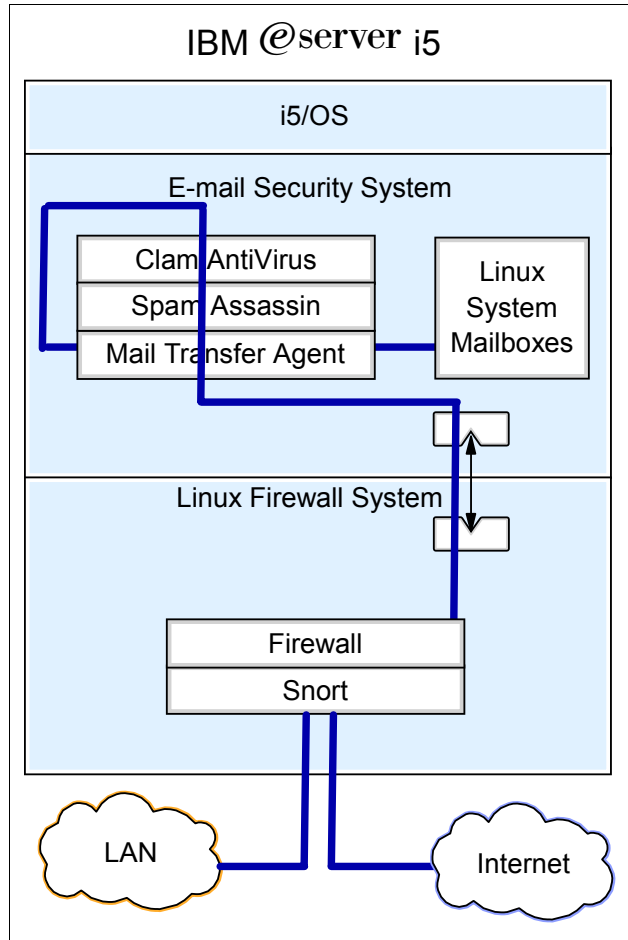 IBM @server i5
i5/OS
E-mail Security System
Clam AntiVirus
Spam Assassin
Mail Transfer Agent
Linux
System
Mailboxes
Linux Firewall System
Firewall
Snort
LAN
Internet